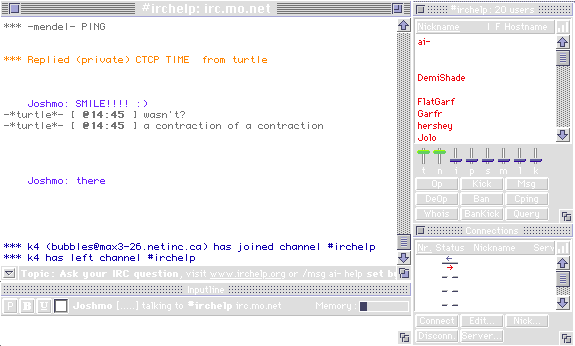 #irchelp: irc.mo.net
*** -mendel- PING
*** Replied (private) CTCP TIME from turtle
Joshmo: SMILE!!!! :)
-*turtle*- [ @14:45 ] wasn't?
-*turtle*- [ @14:45 ] a contraction of a contraction
Joshmo: there
*** k4 (bubbles@max3-26.netinc.ca) has joined channel #irchelp
*** k4 has left channel #irchelp
Topic: Ask your IRC question, visit www.irchelp.org or /msg ai- help set by
Inputline
P B U Joshmo [.....] talking to #irchelp irc.mo.net Memory:
#irchelp: 20 users
Nickname I F Hostname
ai-
DemiShade
FlatGarf
Garfr
hershey
Jolo
t n i p s m l k
Op Kick Msg
DeOp Ban Cping
Whois BanKick Query
Connections
Nr. Status Nickname Serv
-- --
-- --
-- --
Connect Edit... Nick...
Disconn. Server...